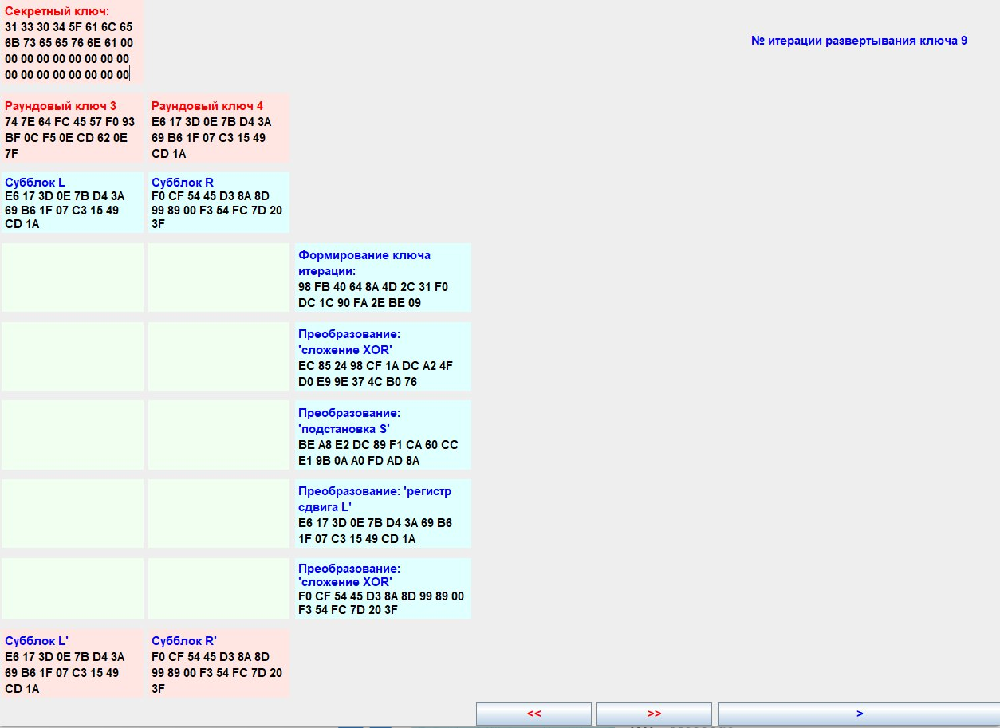 Секретный ключ:
31 33 30 34 5F 61 6C 65
6B 73 65 65 76 6E 61 00
00 00 00 00 00 00 00 00
00 00 00 00 00 00 00 00
№ итерации развертывания ключа 9
Раундовый ключ 3
74 7E 64 FC 45 57 F0 93
BF 0C F5 0E CD 62 0E
7F
Раундовый ключ 4
E6 17 3D 0E 7B D4 3A
69 B6 1F 07 C3 15 49
CD 1A
Субблок L
E6 17 3D 0E 7B D4 3A
69 B6 1F 07 C3 15 49
CD 1A
Субблок R
F0 CF 54 45 D3 8A 8D
99 89 00 F3 54 FC 7D 20
3F
Формирование ключа
итерации:
98 FB 40 64 8A 4D 2C 31 F0
DC 1C 90 FA 2E BE 09
Преобразование:
'сложение XOR'
EC 85 24 98 CF 1A DC A2 4F
D0 E9 9E 37 4C B0 76
Преобразование:
'подстановка S'
BE A8 E2 DC 89 F1 CA 60 CC
E1 9B 0A A0 FD AD 8A
Преобразование: 'регистр
сдвига L'
E6 17 3D 0E 7B D4 3A 69 B6
1F 07 C3 15 49 CD 1A
Преобразование:
'сложение XOR'
F0 CF 54 45 D3 8A 8D 99 89 00
F3 54 FC 7D 20 3F
Субблок L'
E6 17 3D 0E 7B D4 3A
69 B6 1F 07 C3 15 49
CD 1A
Субблок R'
F0 CF 54 45 D3 8A 8D
99 89 00 F3 54 FC 7D 20
3F
<<
>>
>